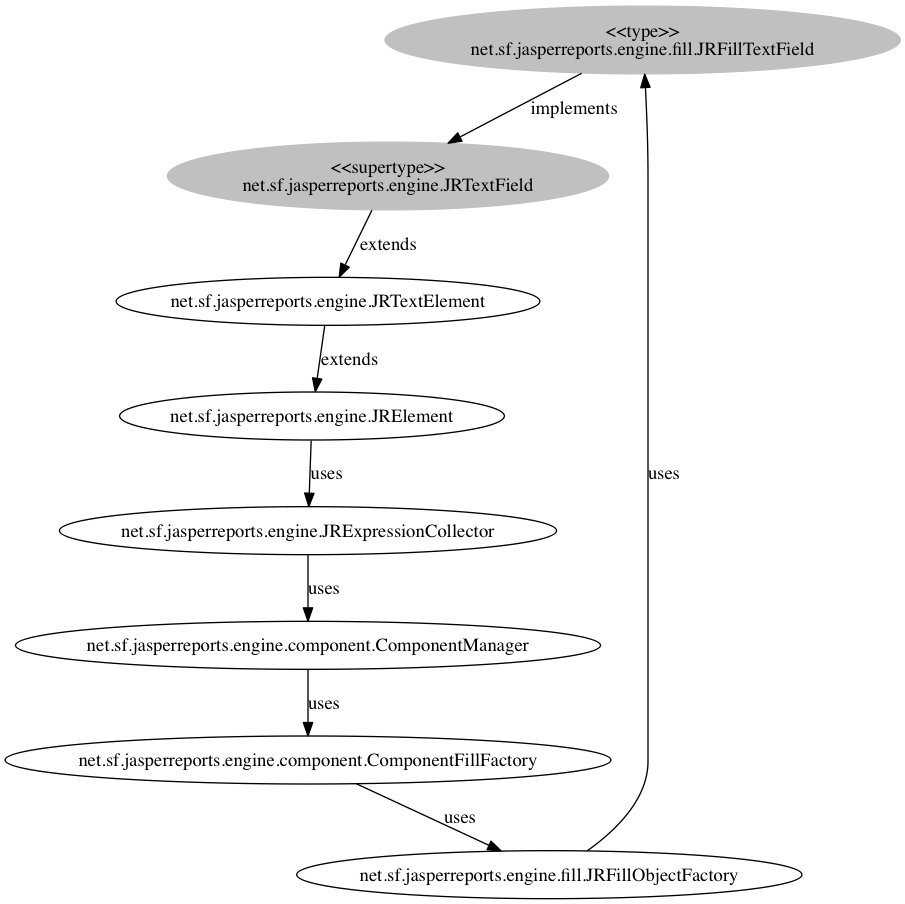 <<type>>
net.sf.jasperreports.engine.fill.JRFillTextField
implements
<<supertype>>
net.sf.jasperreports.engine.JRTextField
extends
net.sf.jasperreports.engine.JRTextElement
extends
net.sf.jasperreports.engine.JRElement
uses
uses
net.sf.jasperreports.engine.JRExpressionCollector
uses
net.sf.jasperreports.engine.component.ComponentManager
uses
net.sf.jasperreports.engine.component.ComponentFillFactory
uses
net.sf.jasperreports.engine.fill.JRFillObjectFactory